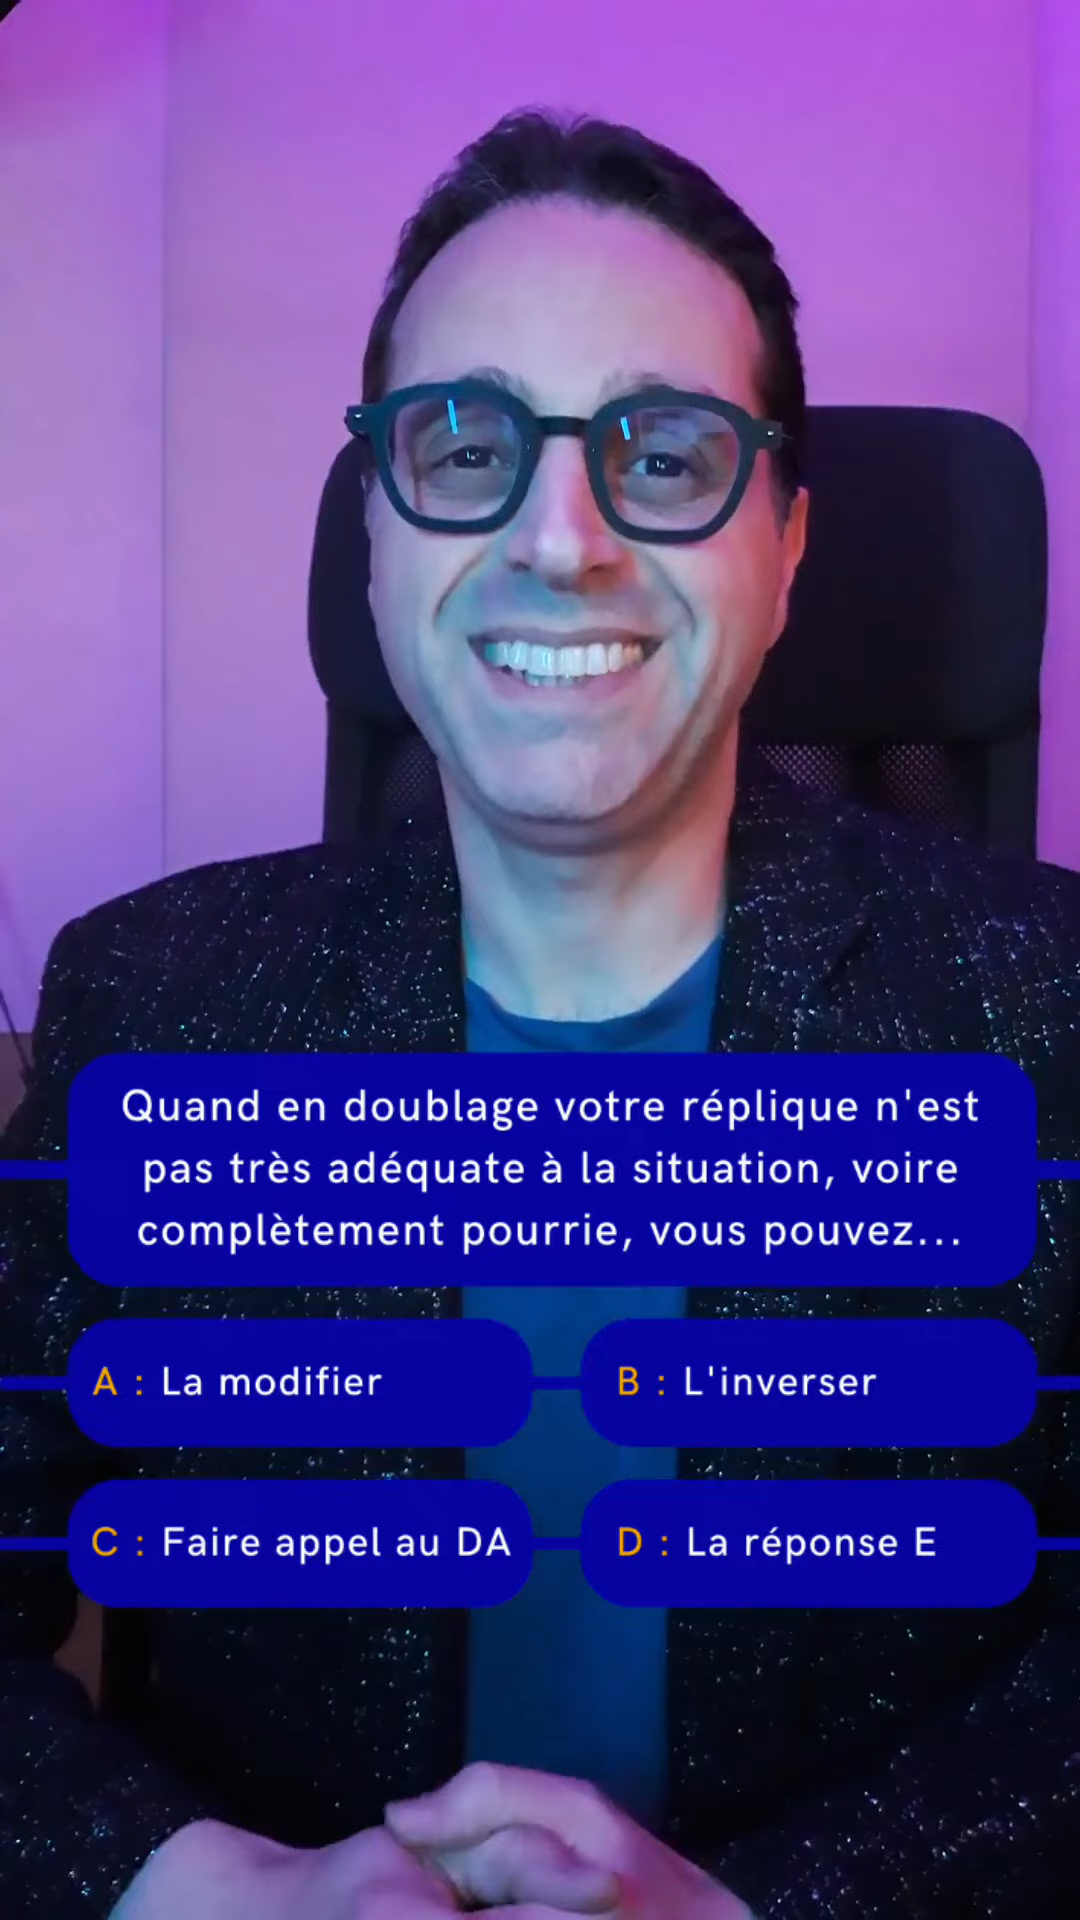 Quand en doublage votre réplique n'est
pas très adéquate à la situation, voire
complètement pourrie, vous pouvez...
A : La modifier
B : L'inverser
C : Faire appel au DA
D : La réponse E